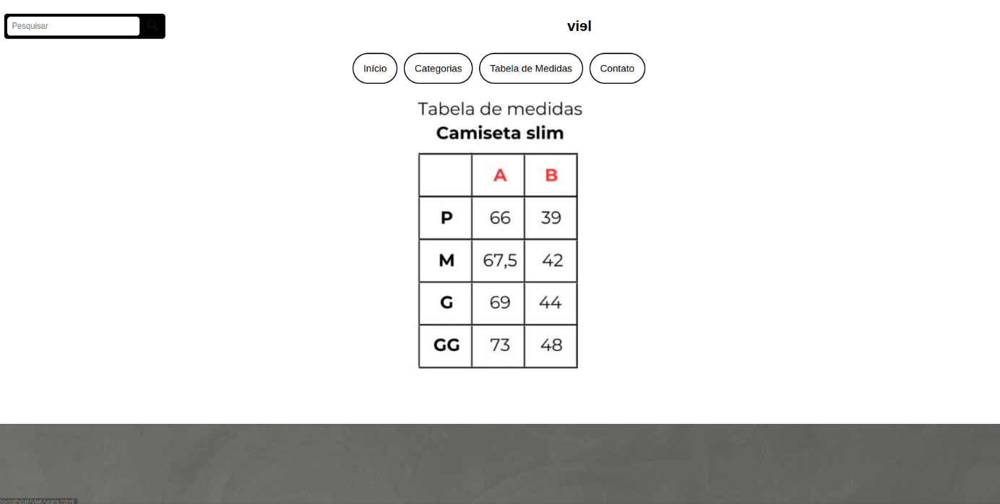 Pesquisar
viɘl
Início Categorias Tabela de Medidas Contato
Tabela de medidas
Camiseta slim
A B
P 66 39
M 67,5 42
G 69 44
GG 73 48
localhost/viel/vans.html